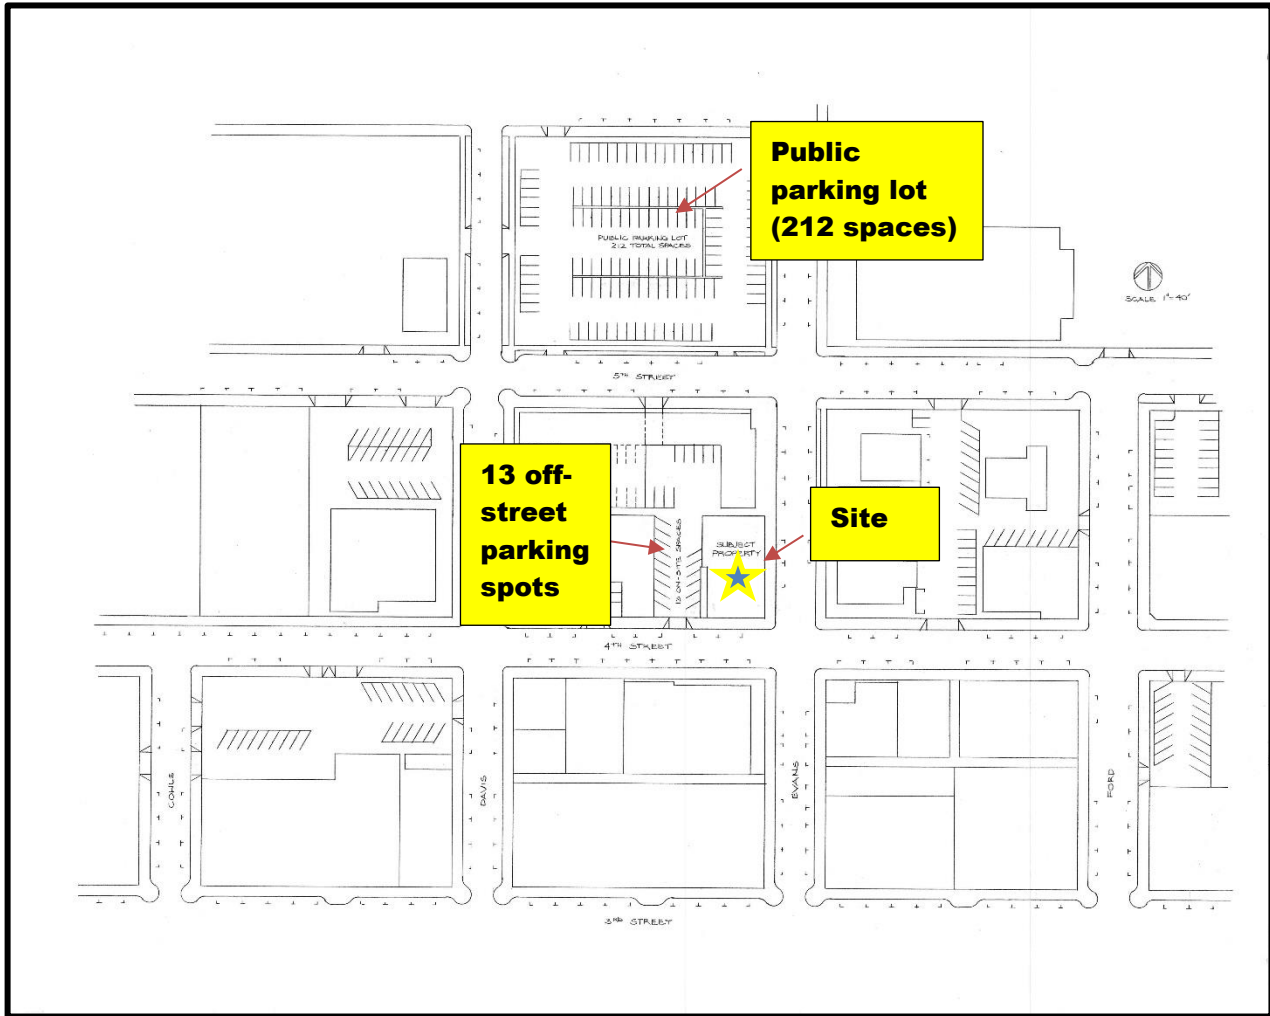 Public
parking lot
(212 spaces)
PUBLIC PARKING LOT
212 TOTAL SPACES
SCALE 1"=40'
5TH STREET
13 off-
street
parking
spots
13 ON-SITE SPACES
SUBJECT
PROPERTY
Site
4TH STREET
COWLS
DAVIS
EVANS
FORD
3RD STREET